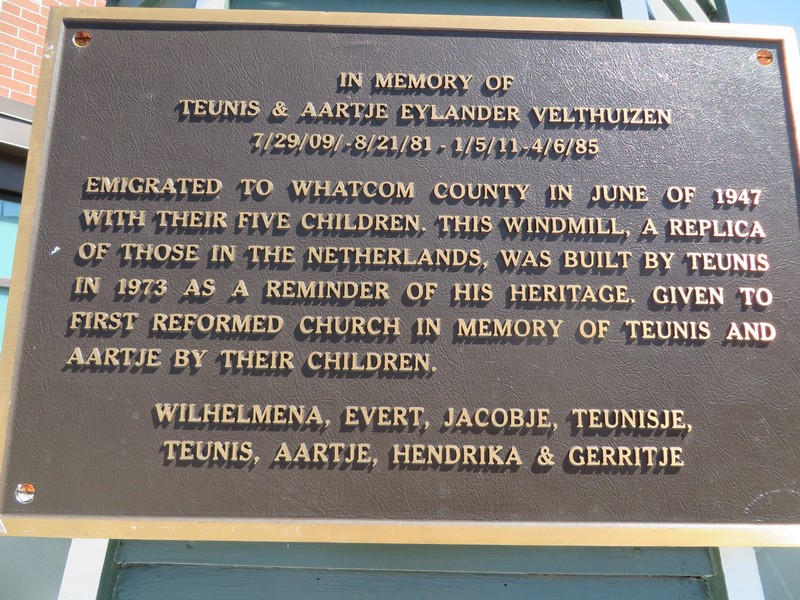 IN MEMORY OF
TEUNIS & AARTJE EYLANDER VELTHUIZEN
7/29/09/-8/21/81 - 1/5/11-4/6/85
EMIGRATED TO WHATCOM COUNTY IN JUNE OF 1947
WITH THEIR FIVE CHILDREN. THIS WINDMILL, A REPLICA
OF THOSE IN THE NETHERLANDS, WAS BUILT BY TEUNIS
IN 1973 AS A REMINDER OF HIS HERITAGE. GIVEN TO
FIRST REFORMED CHURCH IN MEMORY OF TEUNIS AND
AARTJE BY THEIR CHILDREN.
WILHELMENA, EVERT, JACOBJE, TEUNISJE,
TEUNIS, AARTJE, HENDRIKA & GERRITJE